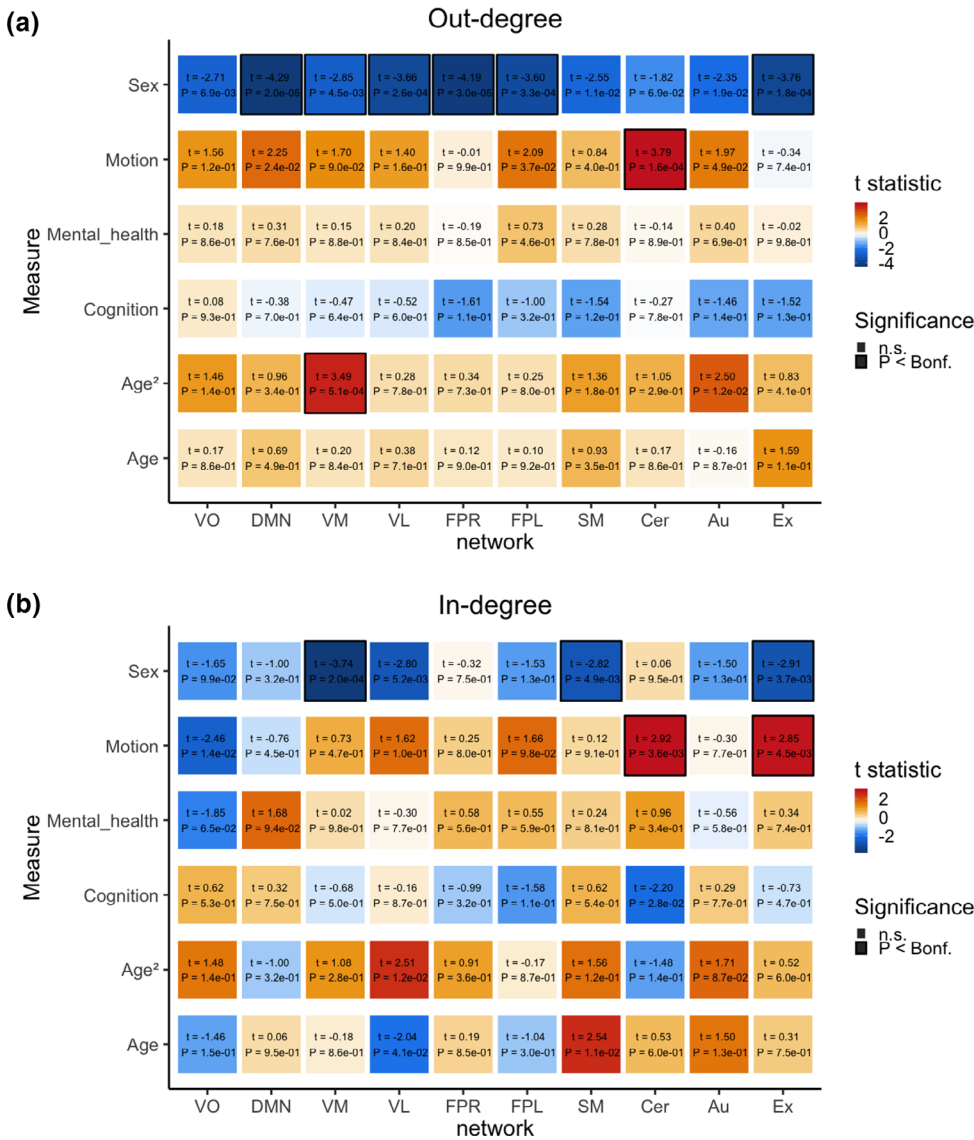 (a)
Out-degree
Sex
t = -2.71 t = -4.29 t = -2.85 t = -3.66 t = -4.19 t = -3.60 t = -2.55 t = -1.82 t = -2.35 t = -3.76
P = 6.9e-03 P = 2.0e-05 P = 4.5e-03 P = 2.6e-04 P = 3.0e-05 P = 3.3e-04 P = 1.1e-02 P = 6.9e-02 P = 1.9e-02 P = 1.8e-04
Motion
t = 1.56 t = 2.25 t = 1.70 t = 1.40 t = -0.01 t = 2.09 t = 0.84 t = 3.79 t = 1.97 t = -0.34
P = 1.2e-01 P = 2.4e-02 P = 9.0e-02 P = 1.6e-01 P = 9.9e-01 P = 3.7e-02 P = 4.0e-01 P = 1.6e-04 P = 4.9e-02 P = 7.4e-01
Mental_health
t = 0.18 t = 0.31 t = 0.15 t = 0.20 t = -0.19 t = 0.73 t = 0.28 t = -0.14 t = 0.40 t = -0.02
P = 8.6e-01 P = 7.6e-01 P = 8.8e-01 P = 8.4e-01 P = 8.5e-01 P = 4.6e-01 P = 7.8e-01 P = 8.9e-01 P = 6.9e-01 P = 9.8e-01
Cognition
t = 0.08 t = -0.38 t = -0.47 t = -0.52 t = -1.61 t = -1.00 t = -1.54 t = -0.27 t = -1.46 t = -1.52
P = 9.3e-01 P = 7.0e-01 P = 6.4e-01 P = 6.0e-01 P = 1.1e-01 P = 3.2e-01 P = 1.2e-01 P = 7.8e-01 P = 1.4e-01 P = 1.3e-01
Age²
t = 1.46 t = 0.96 t = 3.49 t = 0.28 t = 0.34 t = 0.25 t = 1.36 t = 1.05 t = 2.50 t = 0.83
P = 1.4e-01 P = 3.4e-01 P = 5.1e-04 P = 7.8e-01 P = 7.3e-01 P = 8.0e-01 P = 1.8e-01 P = 2.9e-01 P = 1.2e-02 P = 4.1e-01
Age
t = 0.17 t = 0.69 t = 0.20 t = 0.38 t = 0.12 t = 0.10 t = 0.93 t = 0.17 t = -0.16 t = 1.59
P = 8.6e-01 P = 4.9e-01 P = 8.4e-01 P = 7.1e-01 P = 9.0e-01 P = 9.2e-01 P = 3.5e-01 P = 8.6e-01 P = 8.7e-01 P = 1.1e-01
Measure
VO DMN VM VL FPR FPL SM Cer Au Ex
network
t statistic
2
0
-2
-4
Significance
n.s.
P < Bonf.
(b)
In-degree
Sex
t = -1.65 t = -1.00 t = -3.74 t = -2.80 t = -0.32 t = -1.53 t = -2.82 t = 0.06 t = -1.50 t = -2.91
P = 9.9e-02 P = 3.2e-01 P = 2.0e-04 P = 5.2e-03 P = 7.5e-01 P = 1.3e-01 P = 4.9e-03 P = 9.5e-01 P = 1.3e-01 P = 3.7e-03
Motion
t = -2.46 t = -0.76 t = 0.73 t = 1.62 t = 0.25 t = 1.66 t = 0.12 t = 2.92 t = -0.30 t = 2.85
P = 1.4e-02 P = 4.5e-01 P = 4.7e-01 P = 1.0e-01 P = 8.0e-01 P = 9.8e-02 P = 9.1e-01 P = 3.6e-03 P = 7.7e-01 P = 4.5e-03
Mental_health
t = -1.85 t = 1.68 t = 0.02 t = -0.30 t = 0.58 t = 0.55 t = 0.24 t = 0.96 t = -0.56 t = 0.34
P = 6.5e-02 P = 9.4e-02 P = 9.8e-01 P = 7.7e-01 P = 5.6e-01 P = 5.9e-01 P = 8.1e-01 P = 3.4e-01 P = 5.8e-01 P = 7.4e-01
Cognition
t = 0.62 t = 0.32 t = -0.68 t = -0.16 t = -0.99 t = -1.58 t = 0.62 t = -2.20 t = 0.29 t = -0.73
P = 5.3e-01 P = 7.5e-01 P = 5.0e-01 P = 8.7e-01 P = 3.2e-01 P = 1.1e-01 P = 5.4e-01 P = 2.8e-02 P = 7.7e-01 P = 4.7e-01
Age²
t = 1.48 t = -1.00 t = 1.08 t = 2.51 t = 0.91 t = -0.17 t = 1.56 t = -1.48 t = 1.71 t = 0.52
P = 1.4e-01 P = 3.2e-01 P = 2.8e-01 P = 1.2e-02 P = 3.6e-01 P = 8.7e-01 P = 1.2e-01 P = 1.4e-01 P = 8.7e-02 P = 6.0e-01
Age
t = -1.46 t = 0.06 t = -0.18 t = -2.04 t = 0.19 t = -1.04 t = 2.54 t = 0.53 t = 1.50 t = 0.31
P = 1.5e-01 P = 9.5e-01 P = 8.6e-01 P = 4.1e-02 P = 8.5e-01 P = 3.0e-01 P = 1.1e-02 P = 6.0e-01 P = 1.3e-01 P = 7.5e-01
Measure
VO DMN VM VL FPR FPL SM Cer Au Ex
network
t statistic
2
0
-2
Significance
n.s.
P < Bonf.